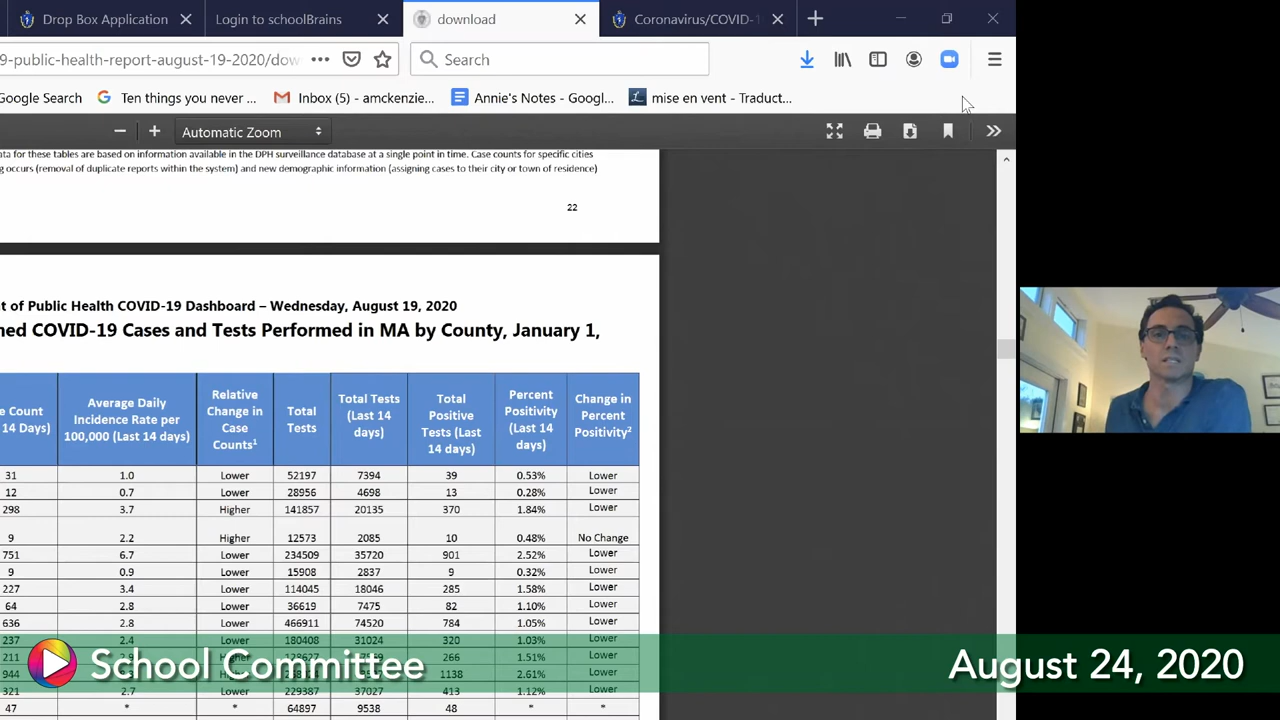 Drop Box Application
Login to schoolBrains
download
Coronavirus/COVID-1
9-public-health-report-august-19-2020/dow
Search
Google Search
Ten things you never ...
Inbox (5) - amckenzie...
Annie's Notes - Googl...
mise en vent - Traduct...
Automatic Zoom
ata for these tables are based on information available in the DPH surveillance database at a single point in time. Case counts for specific cities
g occurs (removal of duplicate reports within the system) and new demographic information (assigning cases to their city or town of residence)
22
t of Public Health COVID-19 Dashboard – Wednesday, August 19, 2020
ned COVID-19 Cases and Tests Performed in MA by County, January 1,
e Count 14 Days) Average Daily Incidence Rate per 100,000 (Last 14 days) Relative Change in Case Counts1 Total Tests Total Tests (Last 14 days) Total Positive Tests (Last 14 days) Percent Positivity (Last 14 days) Change in Percent Positivity2
31 1.0 Lower 52197 7394 39 0.53% Lower
12 0.7 Lower 28956 4698 13 0.28% Lower
298 3.7 Higher 141857 20135 370 1.84% Lower
9 2.2 Higher 12573 2085 10 0.48% No Change
751 6.7 Lower 234509 35720 901 2.52% Lower
9 0.9 Lower 15908 2837 9 0.32% Lower
227 3.4 Lower 114045 18046 285 1.58% Lower
64 2.8 Lower 36619 7475 82 1.10% Lower
636 2.8 Lower 466911 74520 784 1.05% Lower
237 2.4 Lower 180408 31024 320 1.03% Lower
211 Higher 266 1.51% Lower
944 1138 2.61% Lower
321 2.7 Lower 229387 37027 413 1.12% Lower
47 * * 64897 9538 48 * *
School Committee
August 24, 2020